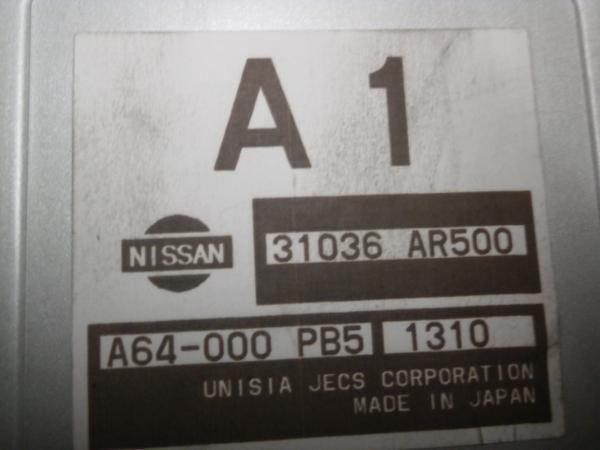 A 1
NISSAN
31036 AR500
A64-000 PB5 1310
UNISIA JECS CORPORATION
MADE IN JAPAN